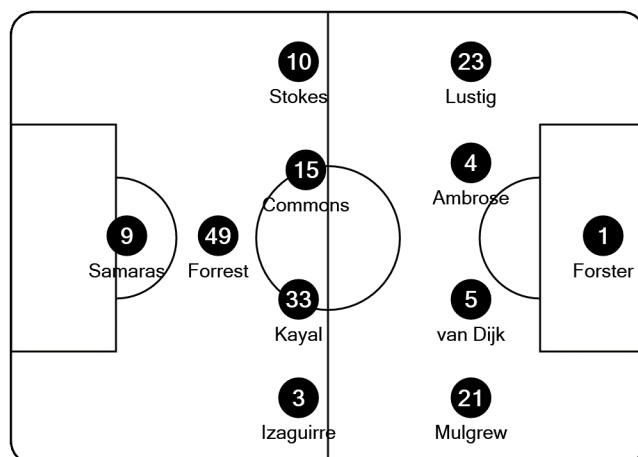 10
Stokes
23
Lustig
15
Commons
4
Ambrose
9
Samaras
49
Forrest
1
Forster
33
Kayal
5
van Dijk
3
Izaguirre
21
Mulgrew